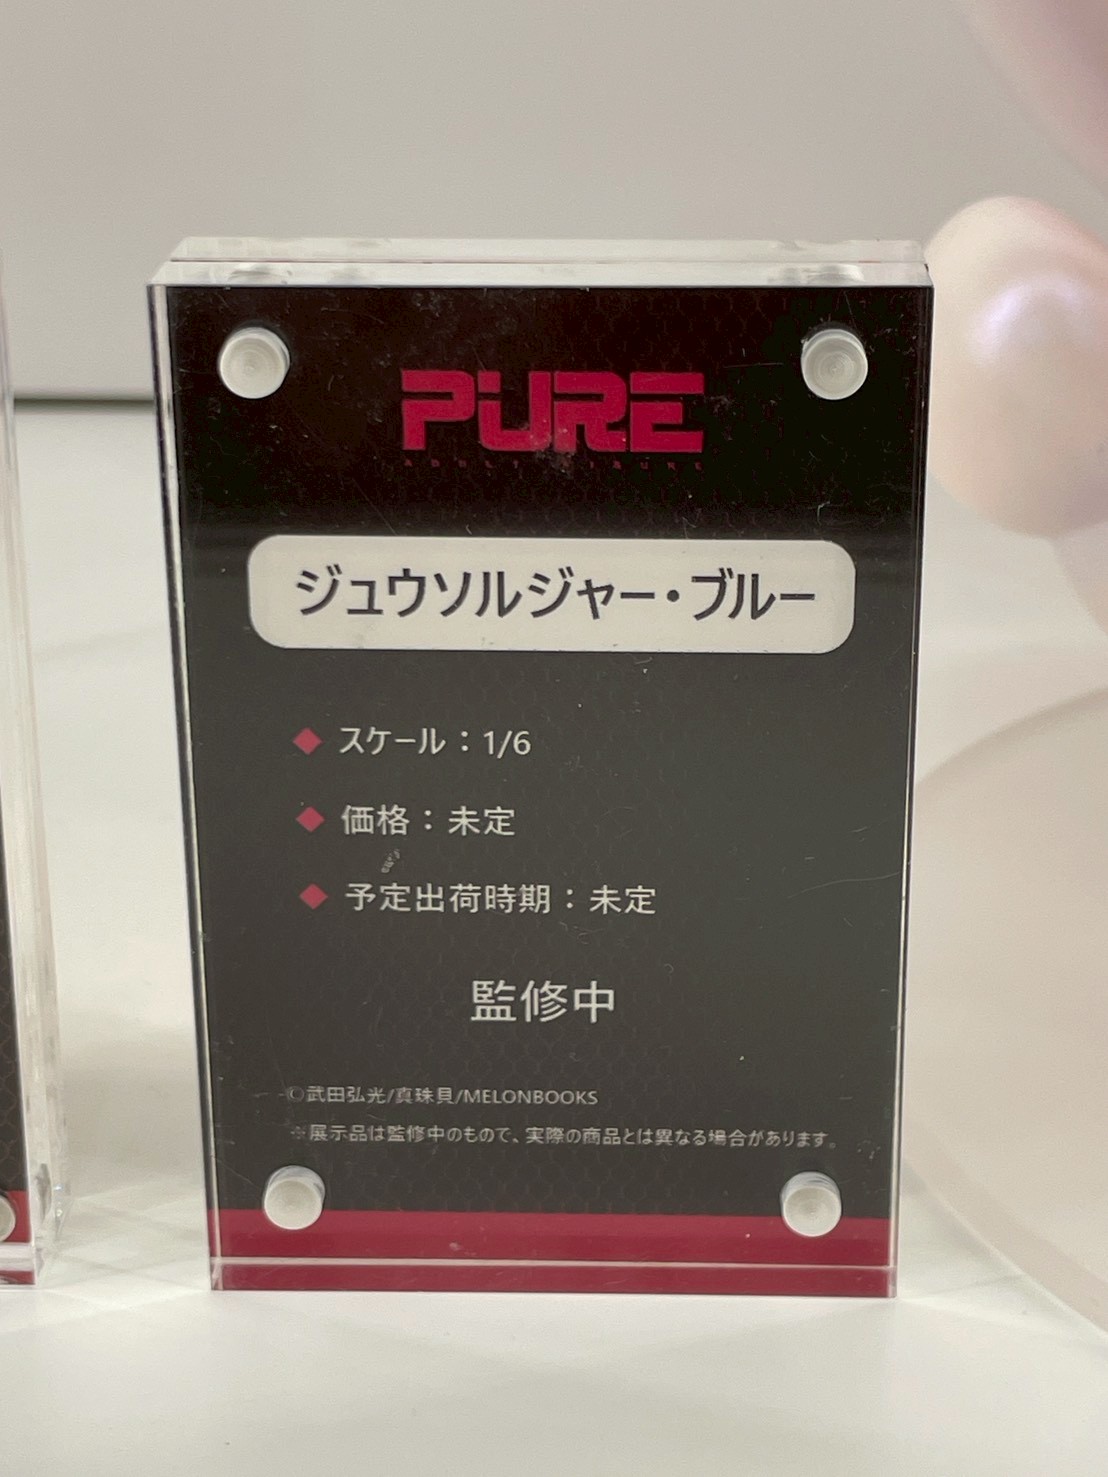 PURE
ADULT FIGURE
ジュウソルジャー・ブルー
◆ スケール：1/6
◆ 価格：未定
◆ 予定出荷時期：未定
監修中
©武田弘光/真珠貝/MELONBOOKS
※展示品は監修中のもので、実際の商品とは異なる場合があります。